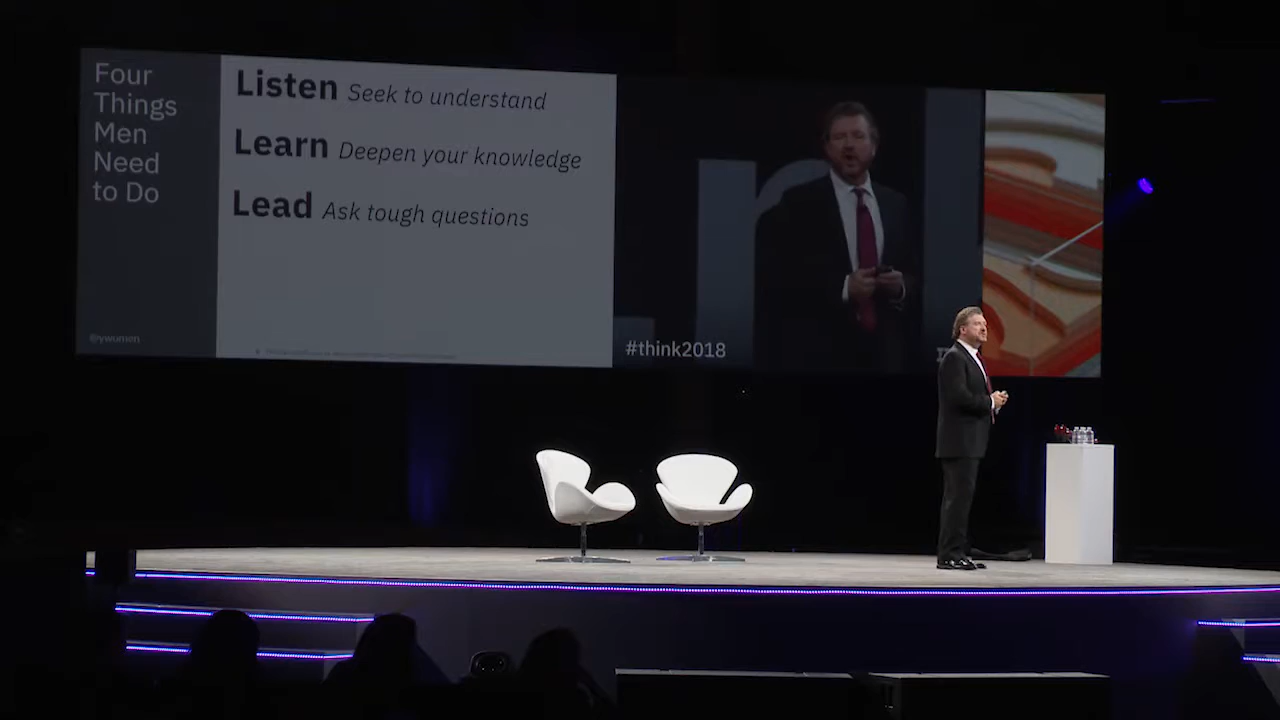 Four
Things
Men
Need
to Do
Listen Seek to understand
Learn Deepen your knowledge
Lead Ask tough questions
@ywomen
#think2018